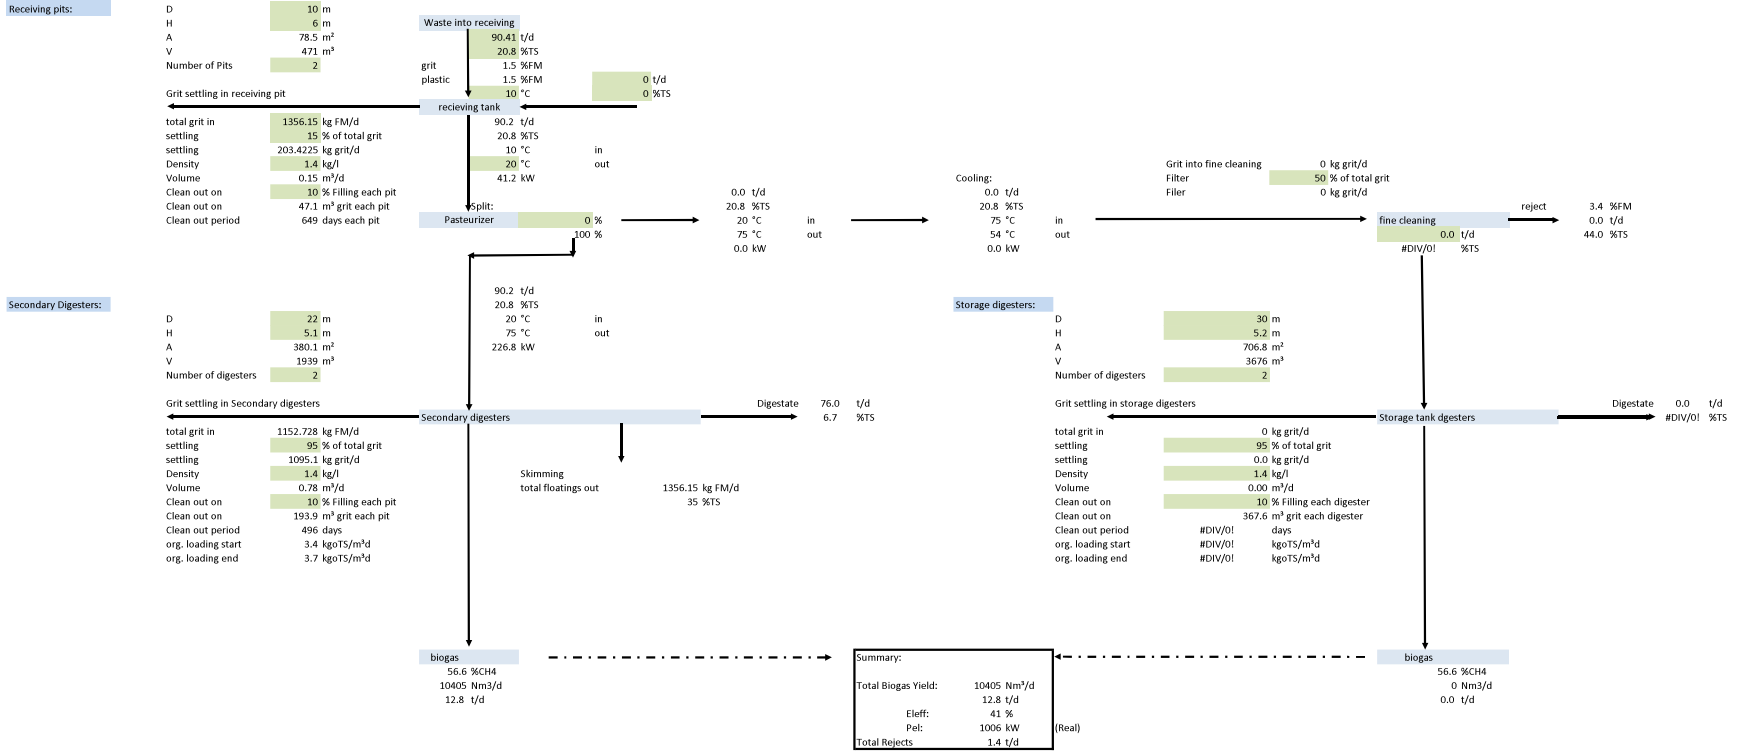 Receiving pits:
D 10 m
H 6 m
A 78.5 m²
V 471 m³
Number of Pits 2
Waste into receiving
90.41 t/d
20.8 %TS
grit 1.5 %FM
plastic 1.5 %FM
10 °C
0 t/d
0 %TS
Grit settling in receiving pit
recieving tank
total grit in 1356.15 kg FM/d
settling 15 % of total grit
settling 203.4225 kg grit/d
Density 1.4 kg/l
Volume 0.15 m³/d
Clean out on 10 % Filling each pit
Clean out on 47.1 m³ grit each pit
Clean out period 649 days each pit
90.2 t/d
20.8 %TS
10 °C in
20 °C out
41.2 kW
Split:
Pasteurizer 0 %
100 %
0.0 t/d
20.8 %TS
20 °C in
75 °C out
0.0 kW
Cooling:
0.0 t/d
20.8 %TS
75 °C in
54 °C out
0.0 kW
Grit into fine cleaning 0 kg grit/d
Filter 50 % of total grit
Filer 0 kg grit/d
fine cleaning
0.0 t/d
#DIV/0! %TS
reject 3.4 %FM
0.0 t/d
44.0 %TS
Secondary Digesters:
D 22 m
H 5.1 m
A 380.1 m²
V 1939 m³
Number of digesters 2
90.2 t/d
20.8 %TS
20 °C in
75 °C out
226.8 kW
Storage digesters:
D 30 m
H 5.2 m
A 706.8 m²
V 3676 m³
Number of digesters 2
Grit settling in Secondary digesters
Secondary digesters
Digestate 76.0 t/d
6.7 %TS
total grit in 1152.728 kg FM/d
settling 95 % of total grit
settling 1095.1 kg grit/d
Density 1.4 kg/l
Volume 0.78 m³/d
Clean out on 10 % Filling each pit
Clean out on 193.9 m³ grit each pit
Clean out period 496 days
org. loading start 3.4 kgoTS/m³d
org. loading end 3.7 kgoTS/m³d
Skimming
total floatings out 1356.15 kg FM/d
35 %TS
Grit settling in storage digesters
Storage tank dgesters
Digestate 0.0 t/d
#DIV/0! %TS
total grit in 0 kg grit/d
settling 95 % of total grit
settling 0.0 kg grit/d
Density 1.4 kg/l
Volume 0.00 m³/d
Clean out on 10 % Filling each digester
Clean out on 367.6 m³ grit each digester
Clean out period #DIV/0! days
org. loading start #DIV/0! kgoTS/m³d
org. loading end #DIV/0! kgoTS/m³d
biogas
56.6 %CH4
10405 Nm3/d
12.8 t/d
Summary:
Total Biogas Yield: 10405 Nm³/d
12.8 t/d
Eleff: 41 %
Pel: 1006 kW (Real)
Total Rejects 1.4 t/d
biogas
56.6 %CH4
0 Nm3/d
0.0 t/d